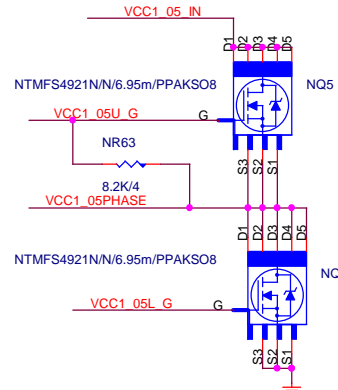 VCC1_05_IN
D1 D2 D3 D4 D5
NTMFS4921N/N/6.95m/PPAKSO8 NQ5
VCC1_05U_G G
NR63
S3 S2 S1
8.2K/4
VCC1_05PHASE
D1 D2 D3 D4 D5
NTMFS4921N/N/6.95m/PPAKSO8 NQ
VCC1_05L_G G
S3 S2 S1